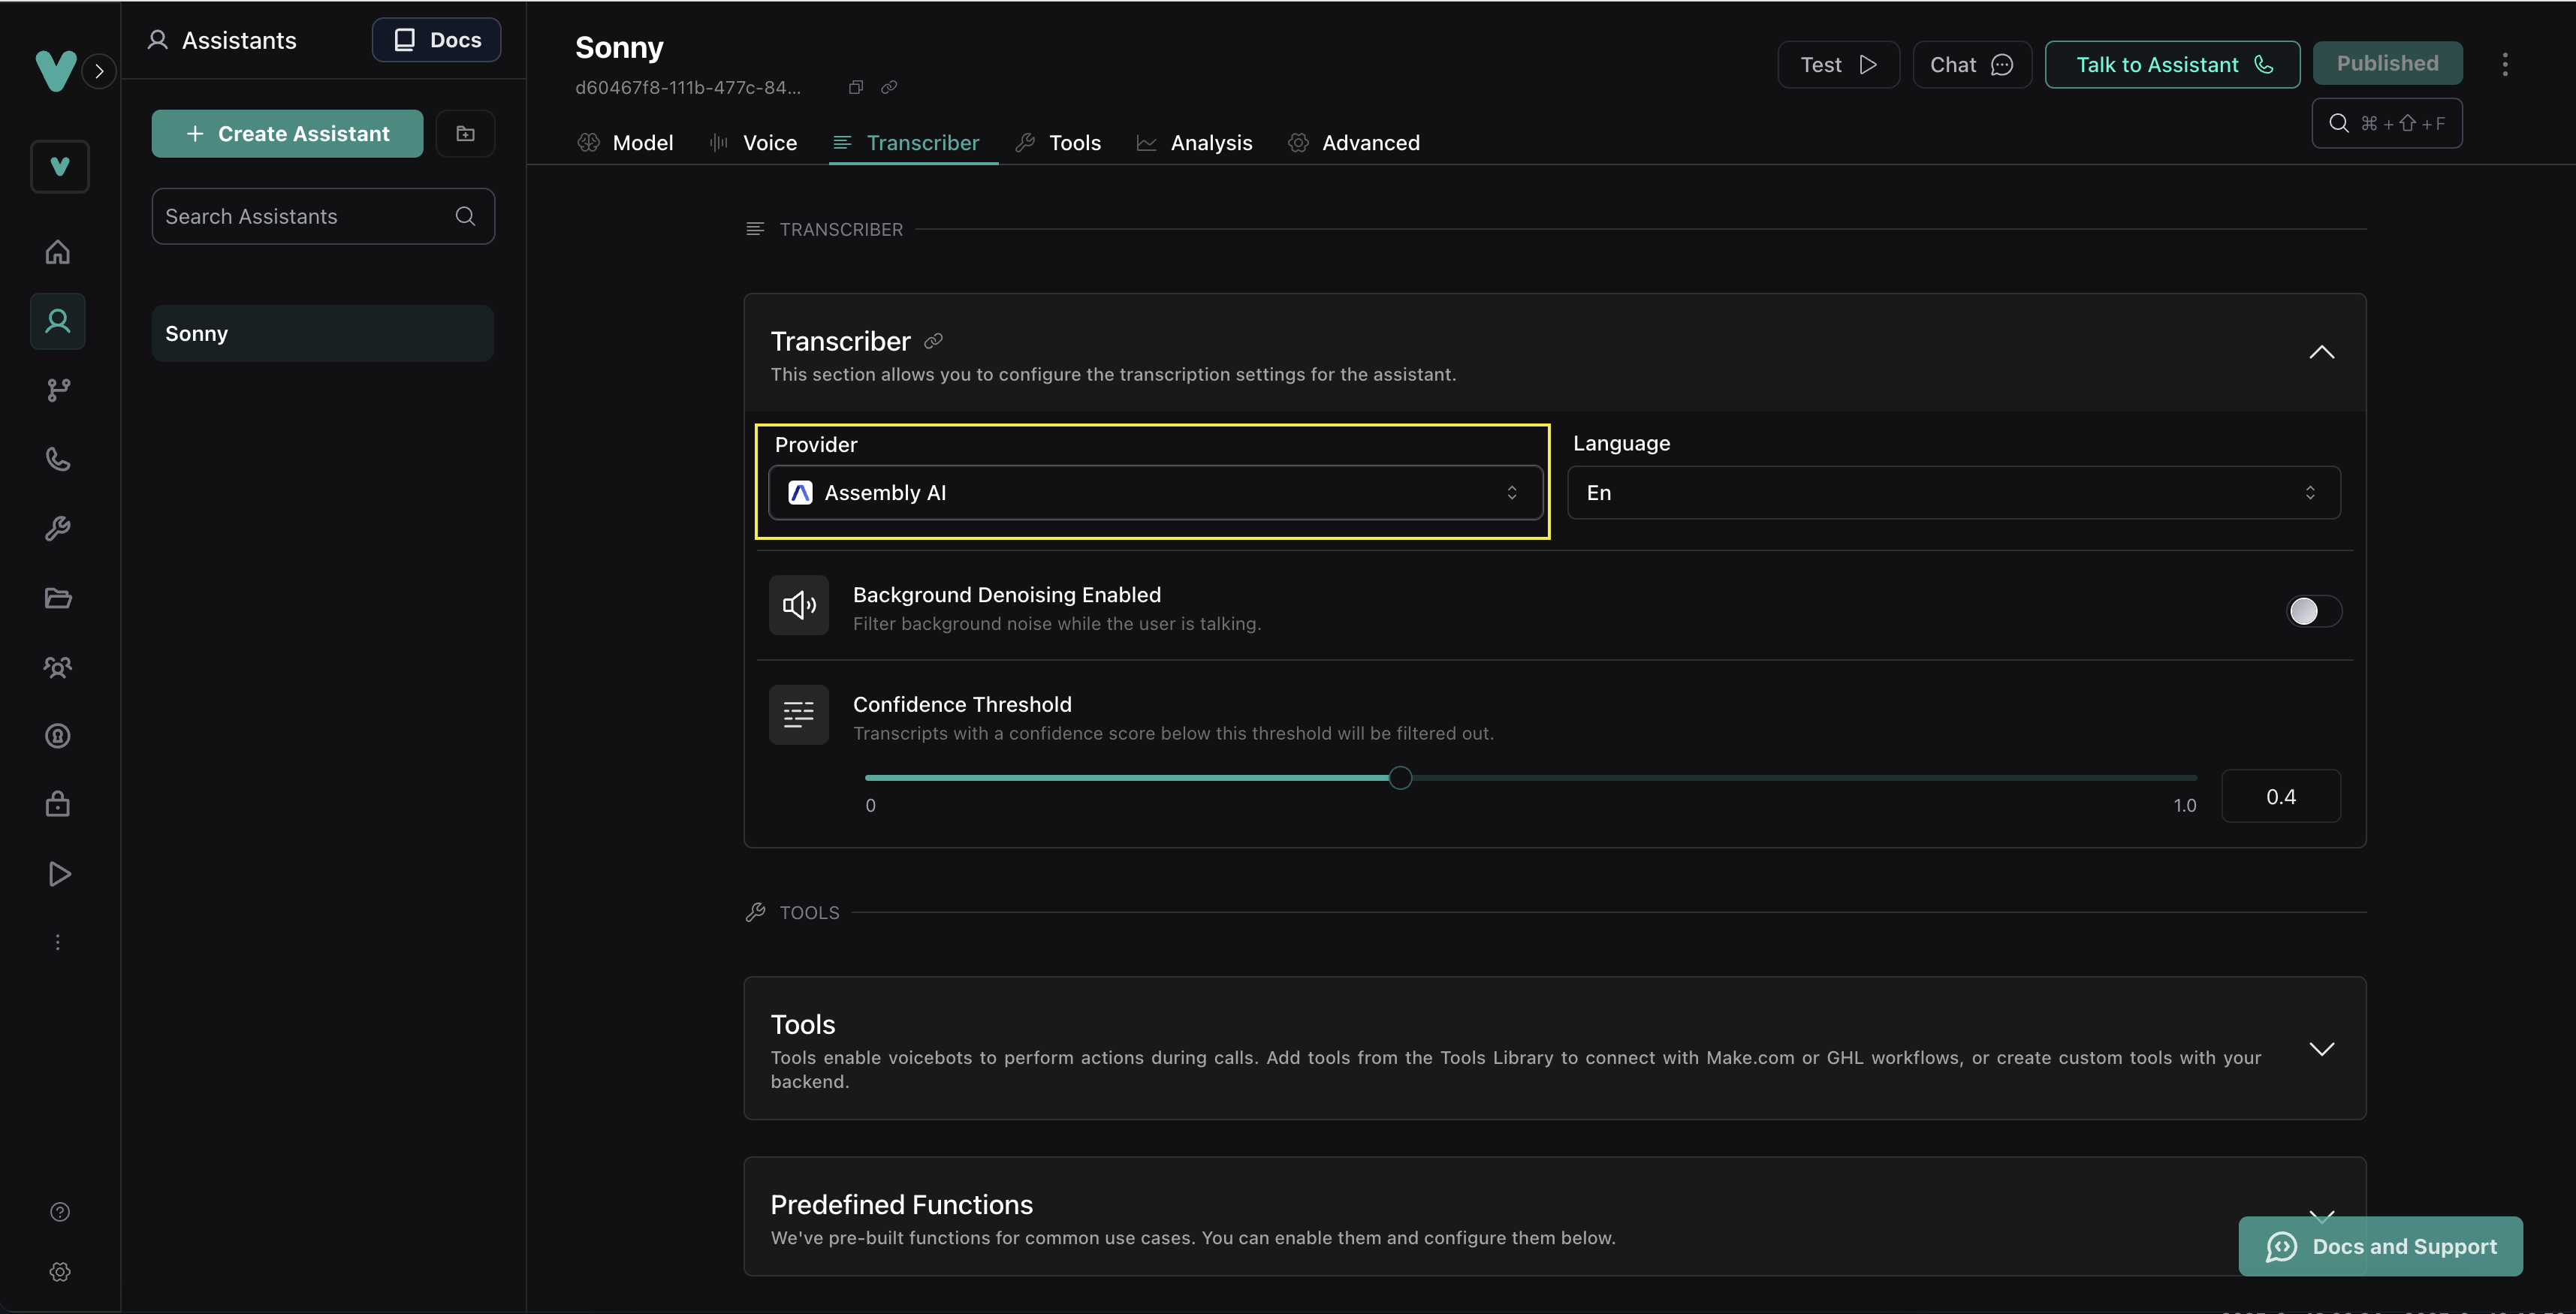 Assistants
Docs
Create Assistant
Search Assistants
Sonny
Sonny
d60467f8-111b-477c-84...
Test
Chat
Talk to Assistant
Published
⌘ + ⇧ + F
Model
Voice
Transcriber
Tools
Analysis
Advanced
TRANSCRIBER
Transcriber
This section allows you to configure the transcription settings for the assistant.
Provider
Language
Assembly AI
En
Background Denoising Enabled
Filter background noise while the user is talking.
Confidence Threshold
Transcripts with a confidence score below this threshold will be filtered out.
0
1.0
0.4
TOOLS
Tools
Tools enable voicebots to perform actions during calls. Add tools from the Tools Library to connect with Make.com or GHL workflows, or create custom tools with your
backend.
Predefined Functions
We've pre-built functions for common use cases. You can enable them and configure them below.
Docs and Support